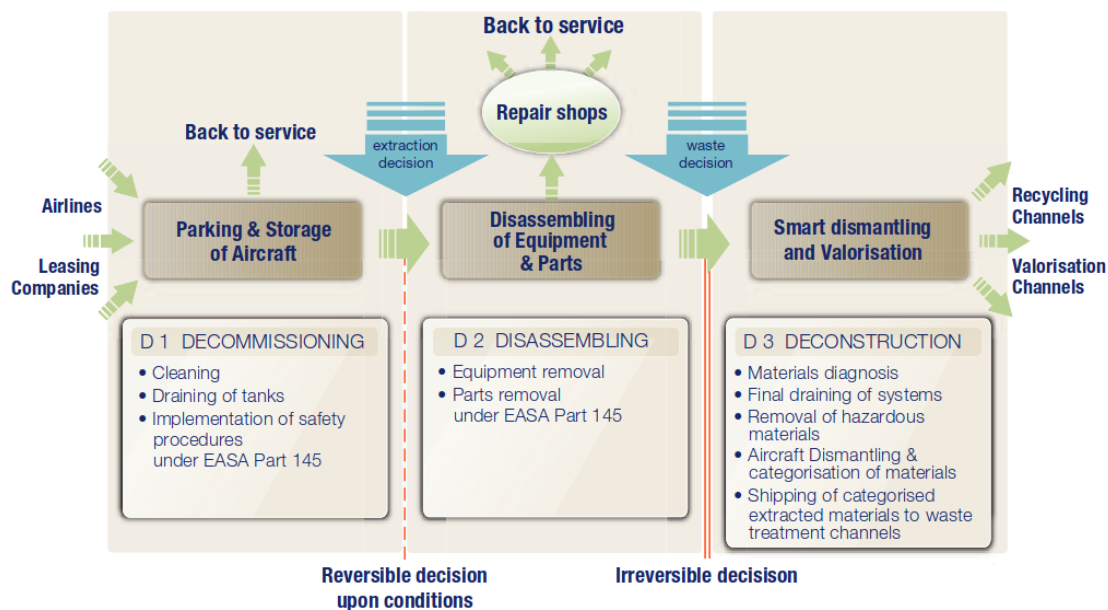 Back to service
Repair shops
Back to service
extraction
decision
waste
decision
Airlines
Leasing
Companies
Parking & Storage
of Aircraft
Disassembling
of Equipment
& Parts
Smart dismantling
and Valorisation
Recycling
Channels
Valorisation
Channels
D 1 DECOMMISSIONING
• Cleaning
• Draining of tanks
• Implementation of safety
procedures
under EASA Part 145
D 2 DISASSEMBLING
• Equipment removal
• Parts removal
under EASA Part 145
D 3 DECONSTRUCTION
• Materials diagnosis
• Final draining of systems
• Removal of hazardous
materials
• Aircraft Dismantling &
categorisation of materials
• Shipping of categorised
extracted materials to waste
treatment channels
Reversible decision
upon conditions
Irreversible decisison